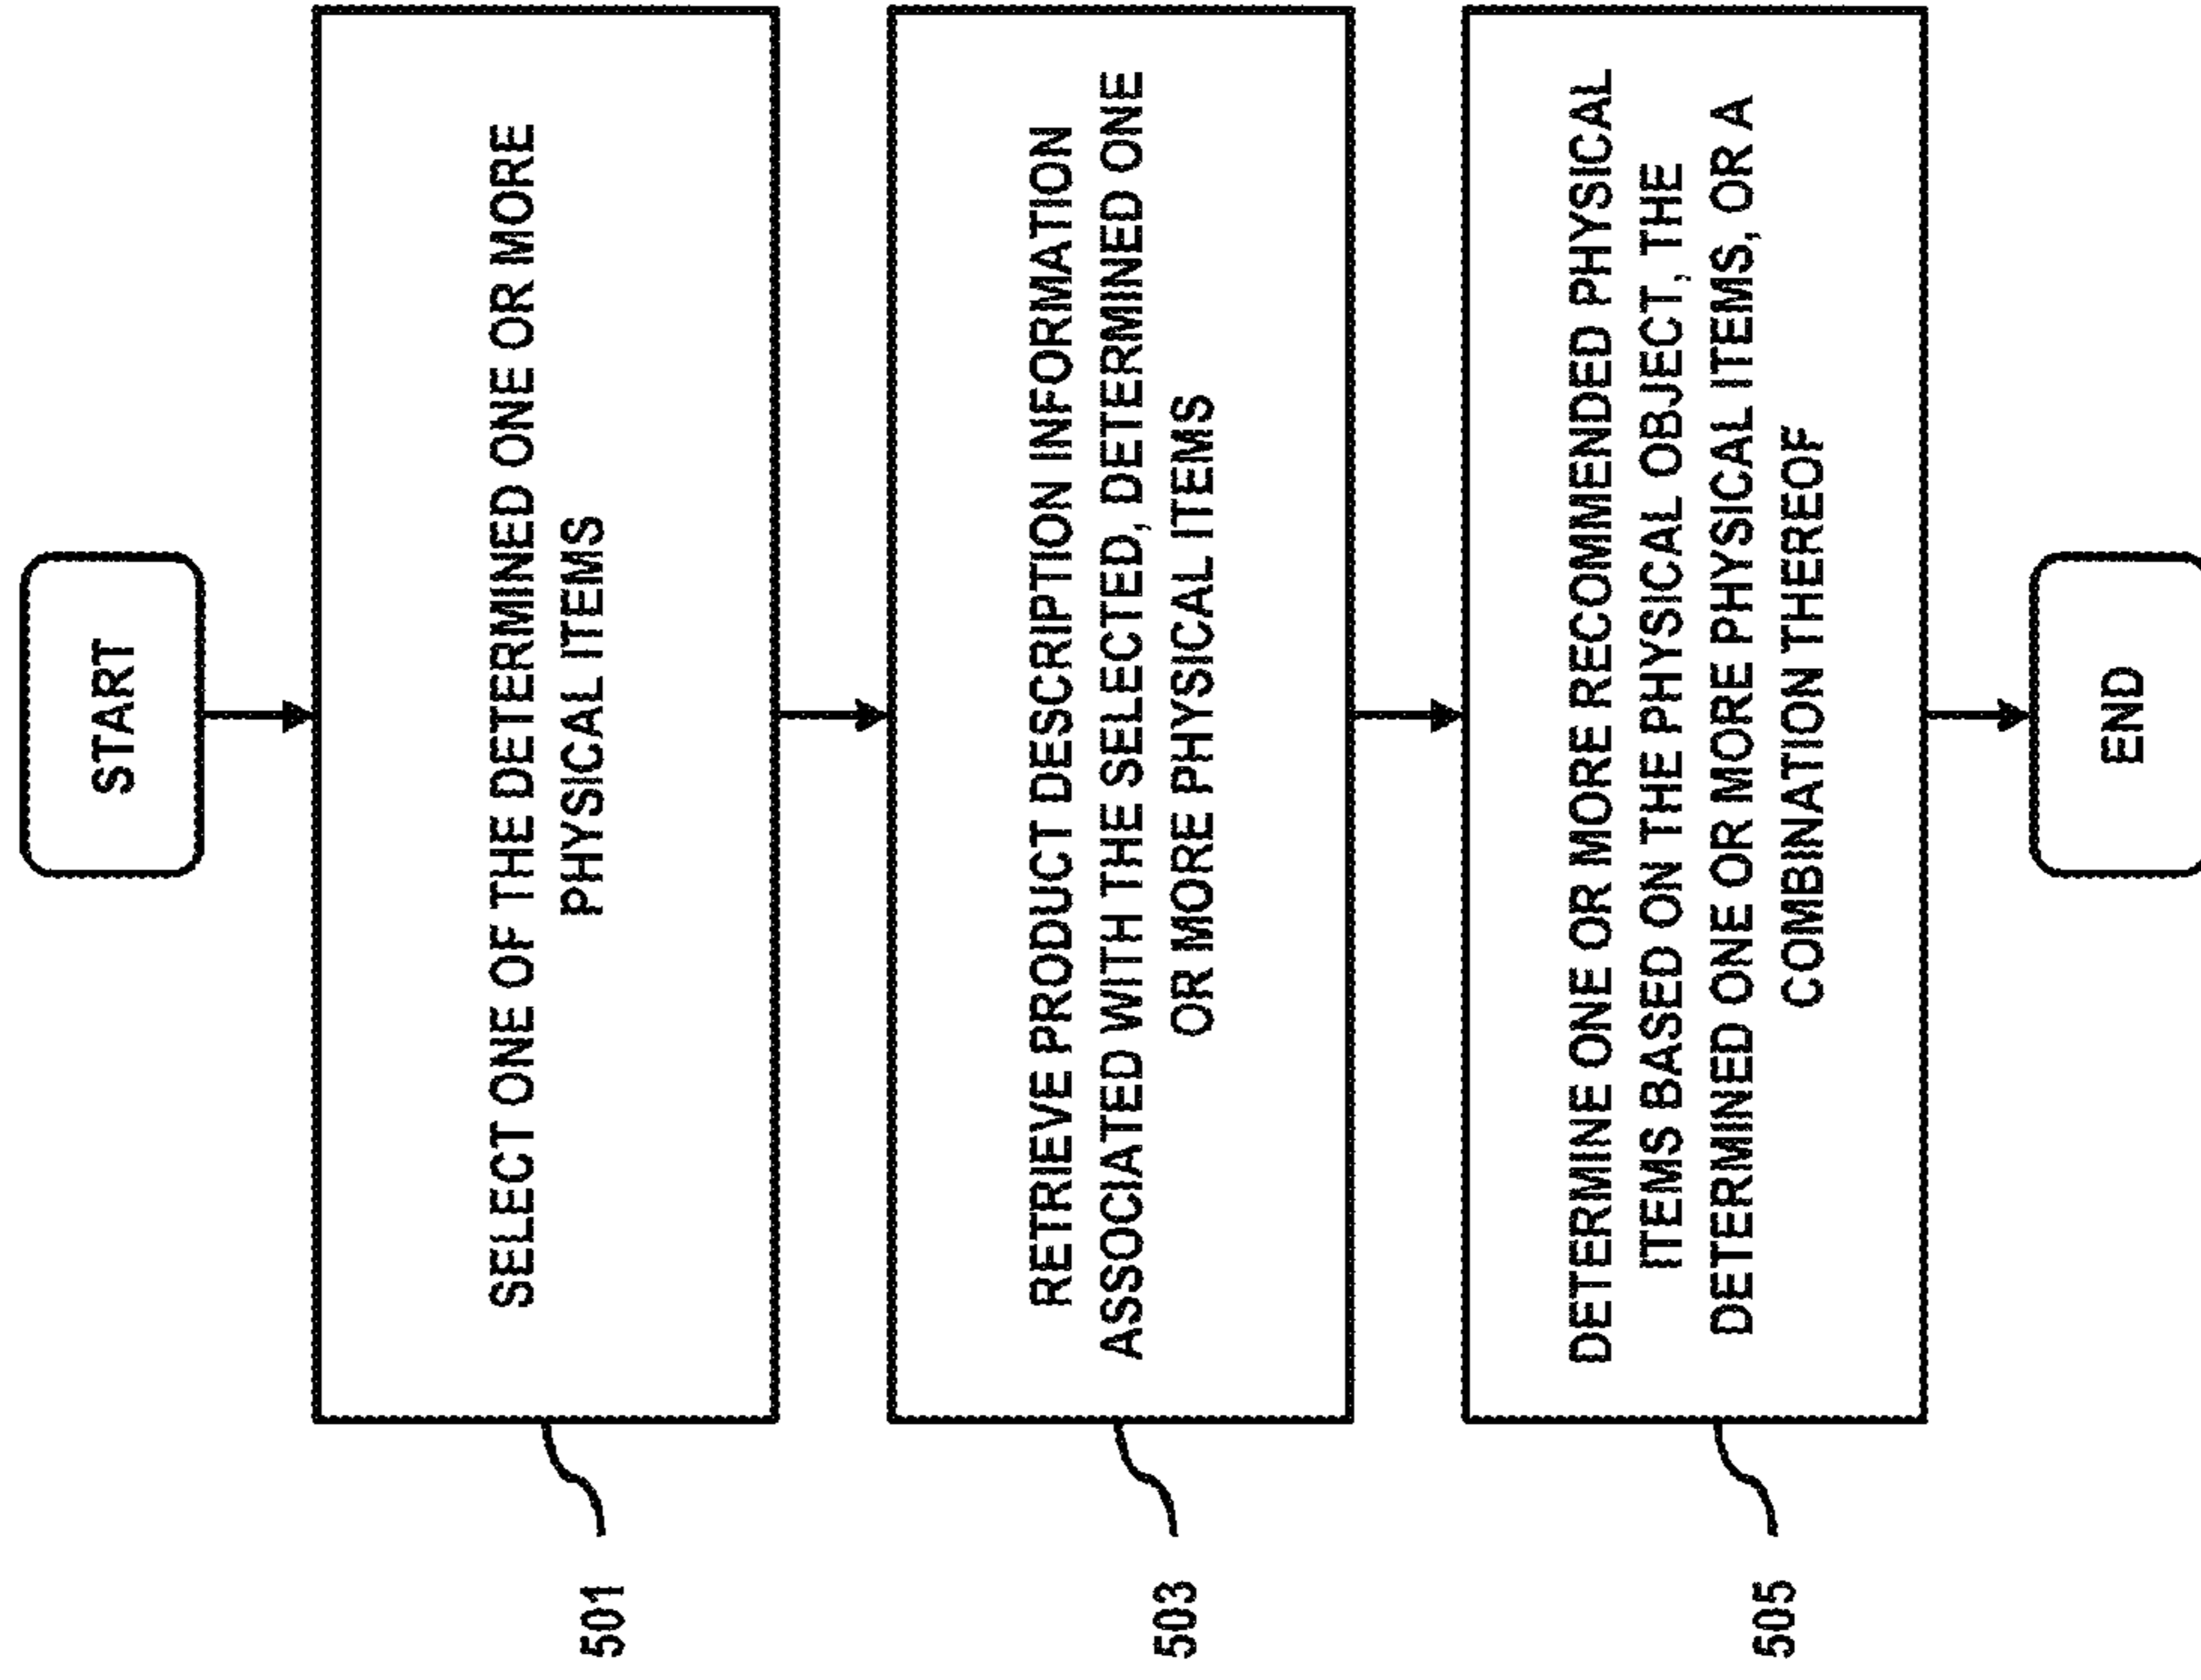 START
SELECT ONE OF THE DETERMINED ONE OR MORE
PHYSICAL ITEMS
501
RETRIEVE PRODUCT DESCRIPTION INFORMATION
ASSOCIATED WITH THE SELECTED, DETERMINED ONE
OR MORE PHYSICAL ITEMS
503
DETERMINE ONE OR MORE RECOMMENDED PHYSICAL
ITEMS BASED ON THE PHYSICAL OBJECT, THE
DETERMINED ONE OR MORE PHYSICAL ITEMS, OR A
COMBINATION THEREOF
505
END